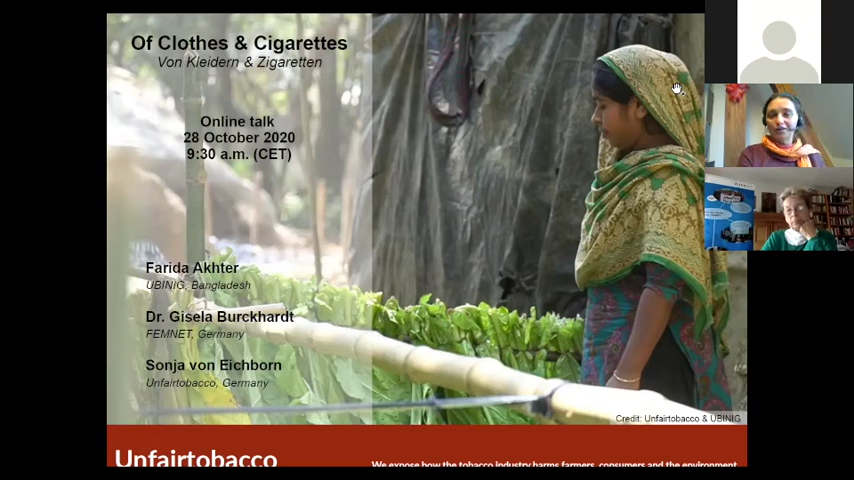 Of Clothes & Cigarettes
Von Kleidern & Zigaretten
Online talk
28 October 2020
9:30 a.m. (CET)
Farida Akhter
UBINIG, Bangladesh
Dr. Gisela Burckhardt
FEMNET, Germany
Sonja von Eichborn
Unfairtobacco, Germany
Credit: Unfairtobacco & UBINIG
Unfairtobacco
We expose how the tobacco industry harms farmers, consumers and the environment